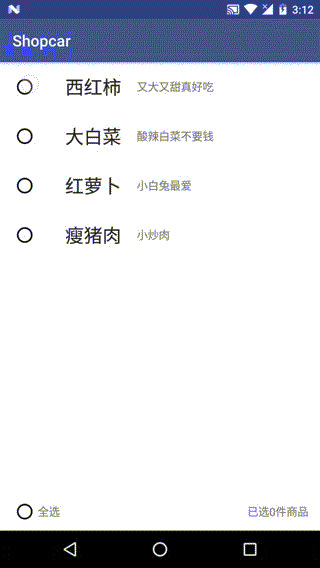 3:12
Shopcar
西红柿 又大又甜真好吃
大白菜 酸辣白菜不要钱
红萝卜 小白兔最爱
瘦猪肉 小炒肉
全选 已选0件商品